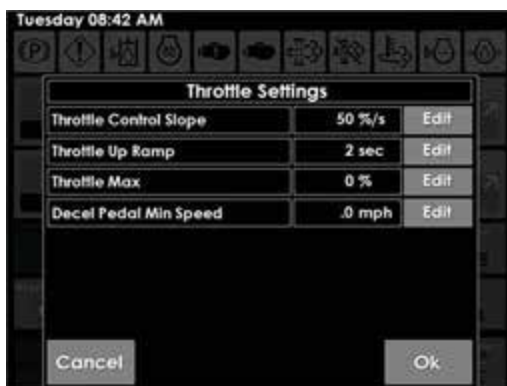 Tuesday 08:42 AM
Throttle Settings
Throttle Control Slope 50 %/s Edit
Throttle Up Ramp 2 sec Edit
Throttle Max 0 % Edit
Decel Pedal Min Speed .0 mph Edit
Cancel Ok